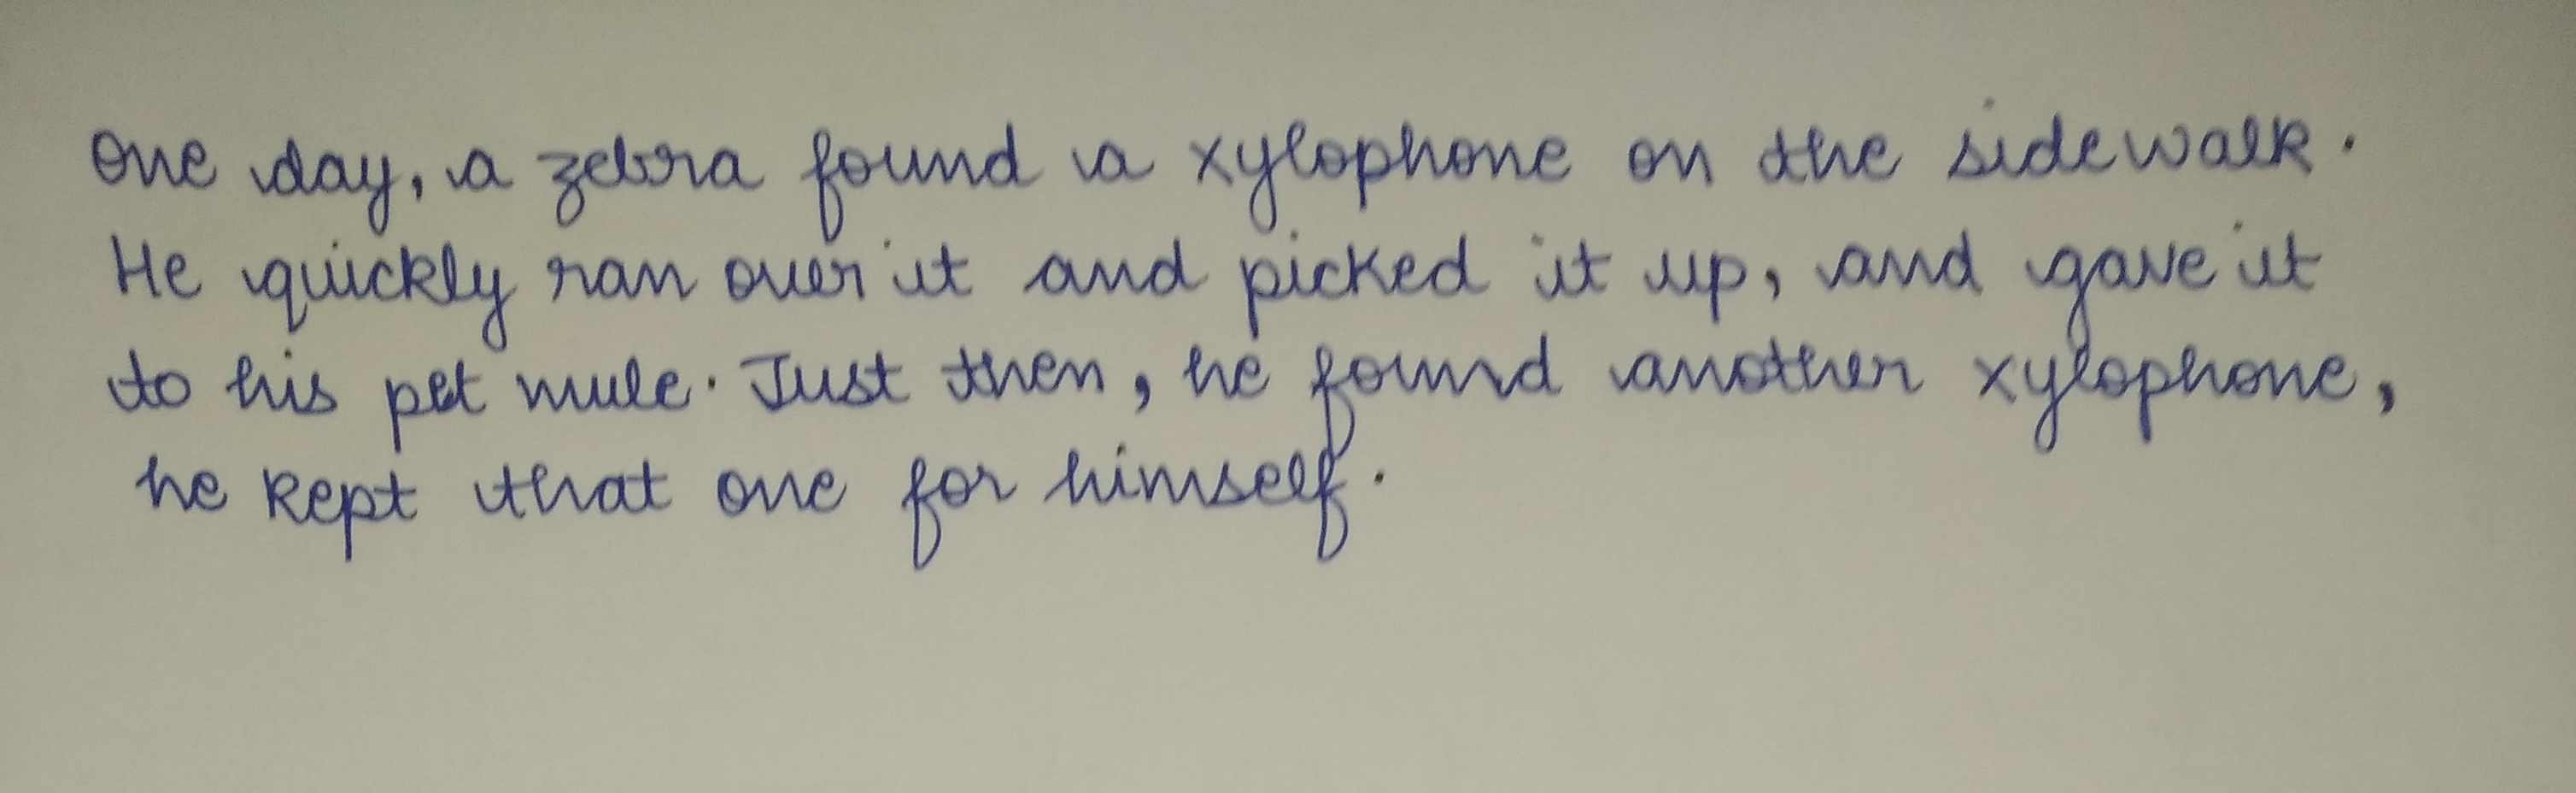 One day, a zebra found a xylophone on the sidewalk.
He quickly ran over it and picked it up, and gave it
to his pet mule. Just then, he found another xylophone,
he kept that one for himself.